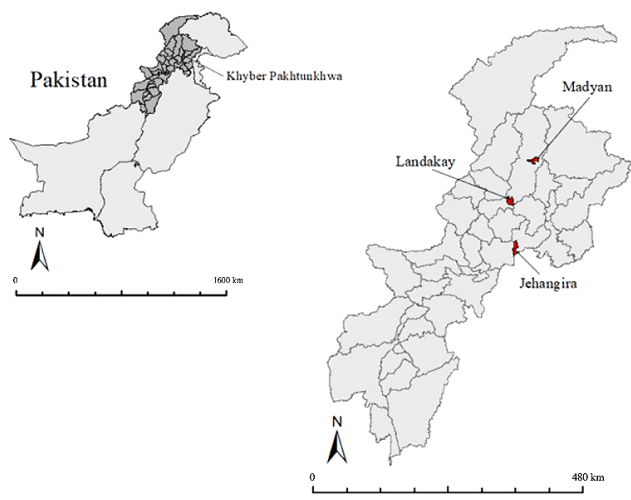 Pakistan
Khyber Pakhtunkhwa
N
0 1600 km
Madyan
Landakay
Jehangira
N
0 480 km